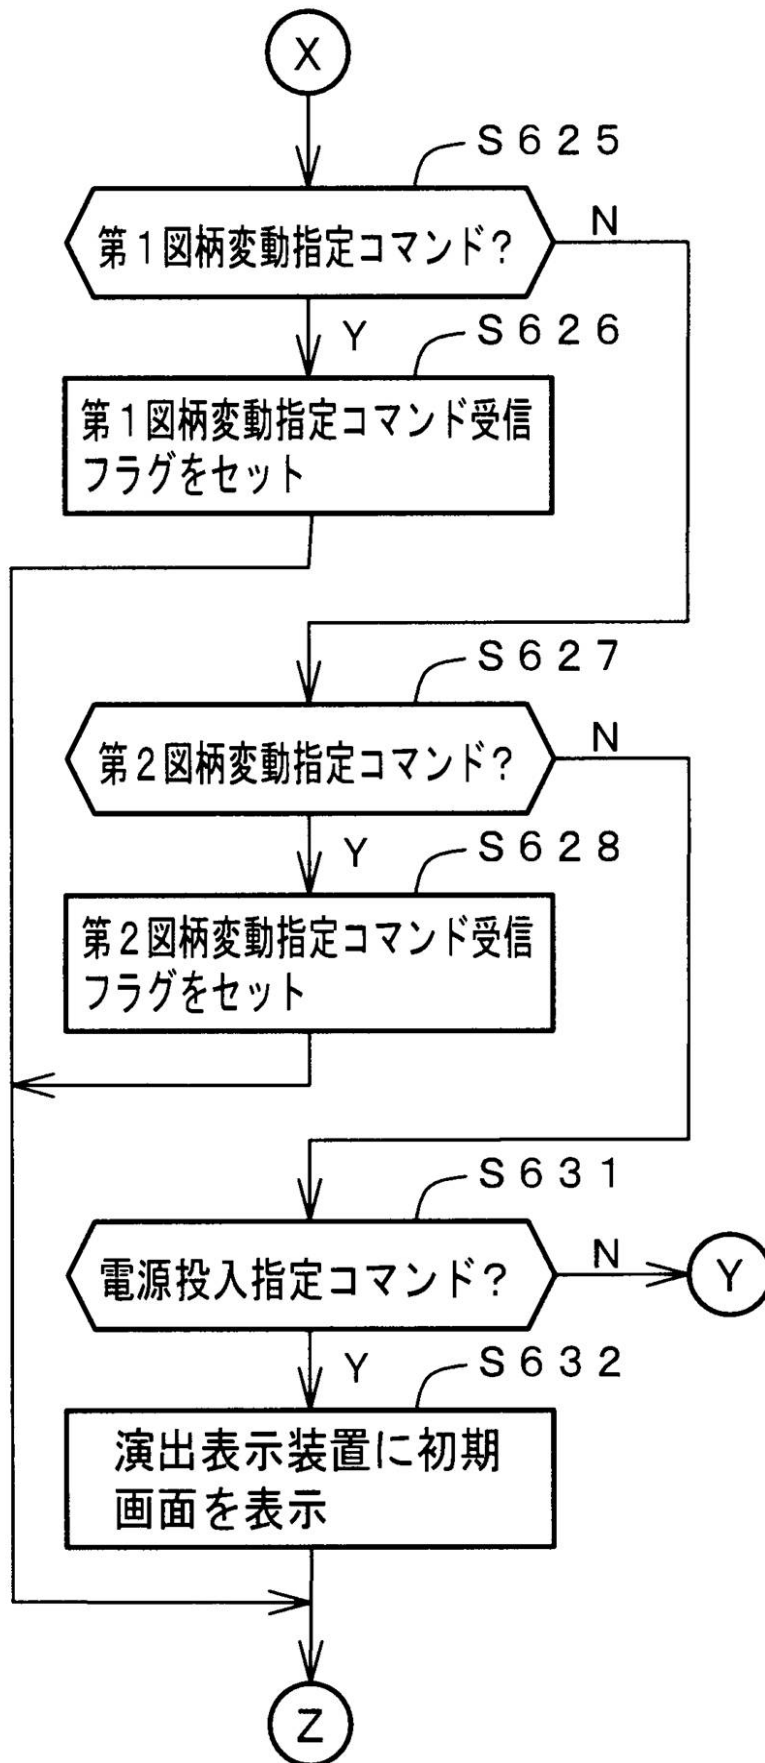 X
S625
第1図柄変動指定コマンド?
N
Y
S626
第1図柄変動指定コマンド受信
フラグをセット
S627
第2図柄変動指定コマンド?
N
Y
S628
第2図柄変動指定コマンド受信
フラグをセット
S631
電源投入指定コマンド?
N
Y
Y
S632
演出表示装置に初期
画面を表示
Z